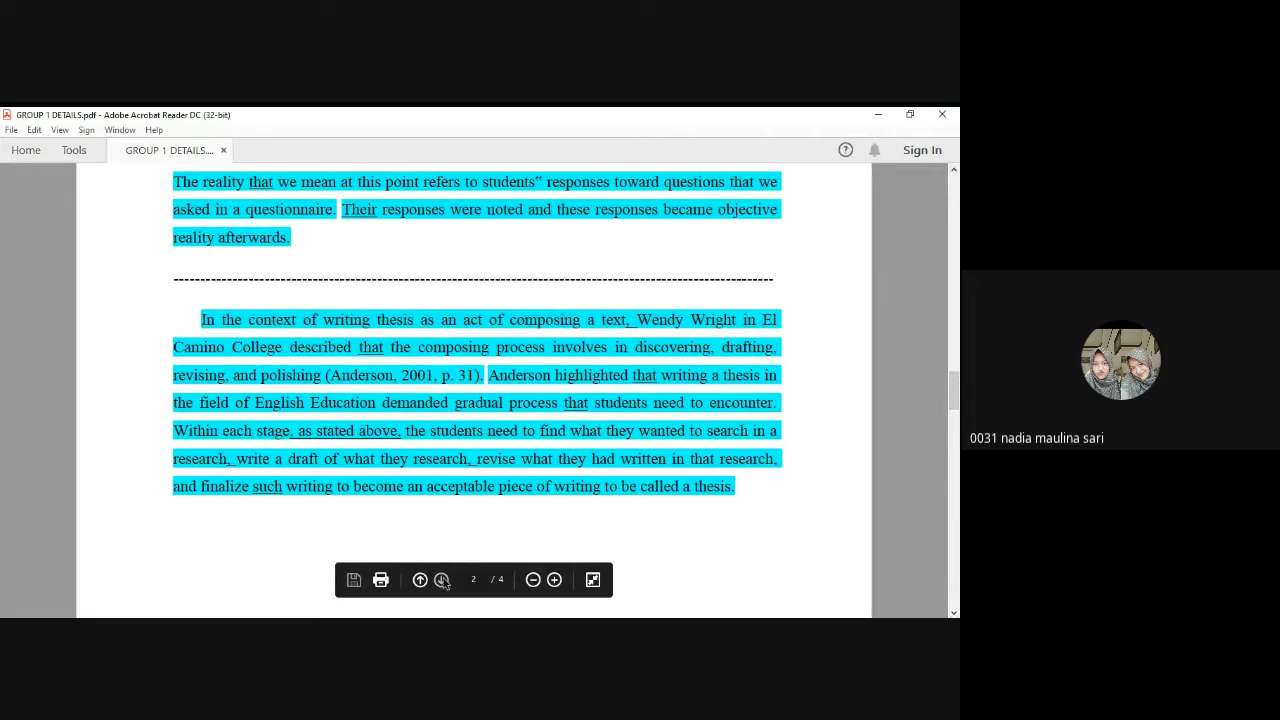 GROUP 1 DETAILS.pdf - Adobe Acrobat Reader DC (32-bit)
File Edit View Sign Window Help
Home Tools GROUP 1 DETAILS.... × Sign In
The reality that we mean at this point refers to students‟ responses toward questions that we
asked in a questionnaire. Their responses were noted and these responses became objective
reality afterwards.
-----------------------------------------------------------------------------------------------------------------
In the context of writing thesis as an act of composing a text, Wendy Wright in El
Camino College described that the composing process involves in discovering, drafting,
revising, and polishing (Anderson, 2001, p. 31). Anderson highlighted that writing a thesis in
the field of English Education demanded gradual process that students need to encounter.
Within each stage, as stated above, the students need to find what they wanted to search in a
research, write a draft of what they research, revise what they had written in that research,
and finalize such writing to become an acceptable piece of writing to be called a thesis.
2 / 4
0031 nadia maulina sari